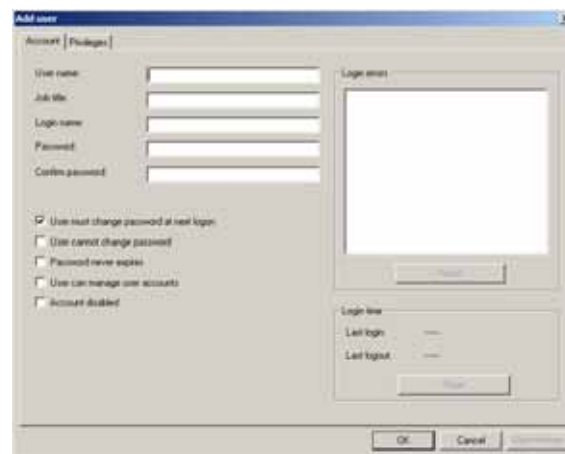 Add user
Account
Privileges
User name:
Job title:
Login name:
Password:
Confirm password:
User must change password at next logon
User cannot change password
Password never expires
User can manage user accounts
Account disabled
Login errors
Login time
Last login
Last logout
OK
Cancel